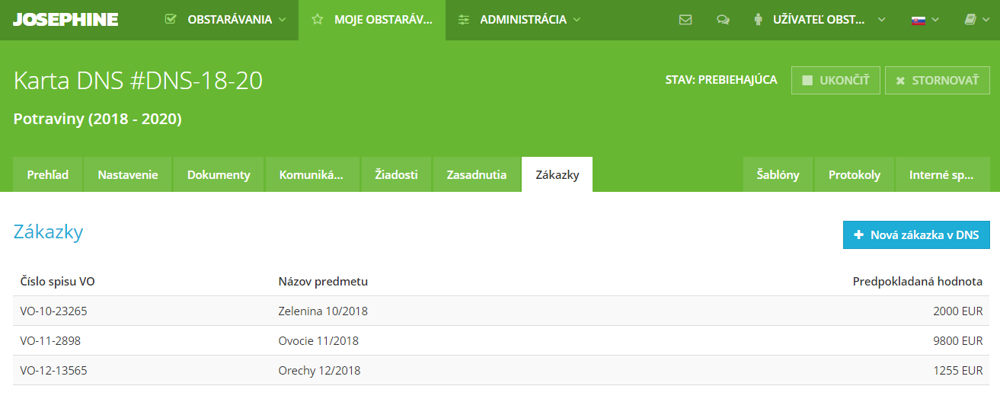 JOSEPHINE OBSTARÁVANIA MOJE OBSTARÁV... ADMINISTRÁCIA UŽÍVATEĽ OBST...
Karta DNS #DNS-18-20 STAV: PREBIEHAJÚCA UKONČIŤ STORNOVAŤ
Potraviny (2018 - 2020)
Prehľad Nastavenie Dokumenty Komuniká... Žiadosti Zasadnutia Zákazky Šablóny Protokoly Interné sp...
Zákazky Nová zákazka v DNS
Číslo spisu VO Názov predmetu Predpokladaná hodnota
VO-10-23265 Zelenina 10/2018 2000 EUR
VO-11-2898 Ovocie 11/2018 9800 EUR
VO-12-13565 Orechy 12/2018 1255 EUR